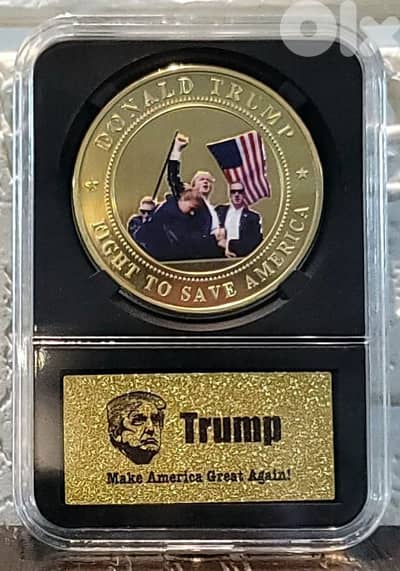 olx
DONALD TRUMP
FIGHT TO SAVE AMERICA
Trump
Make America Great Again!